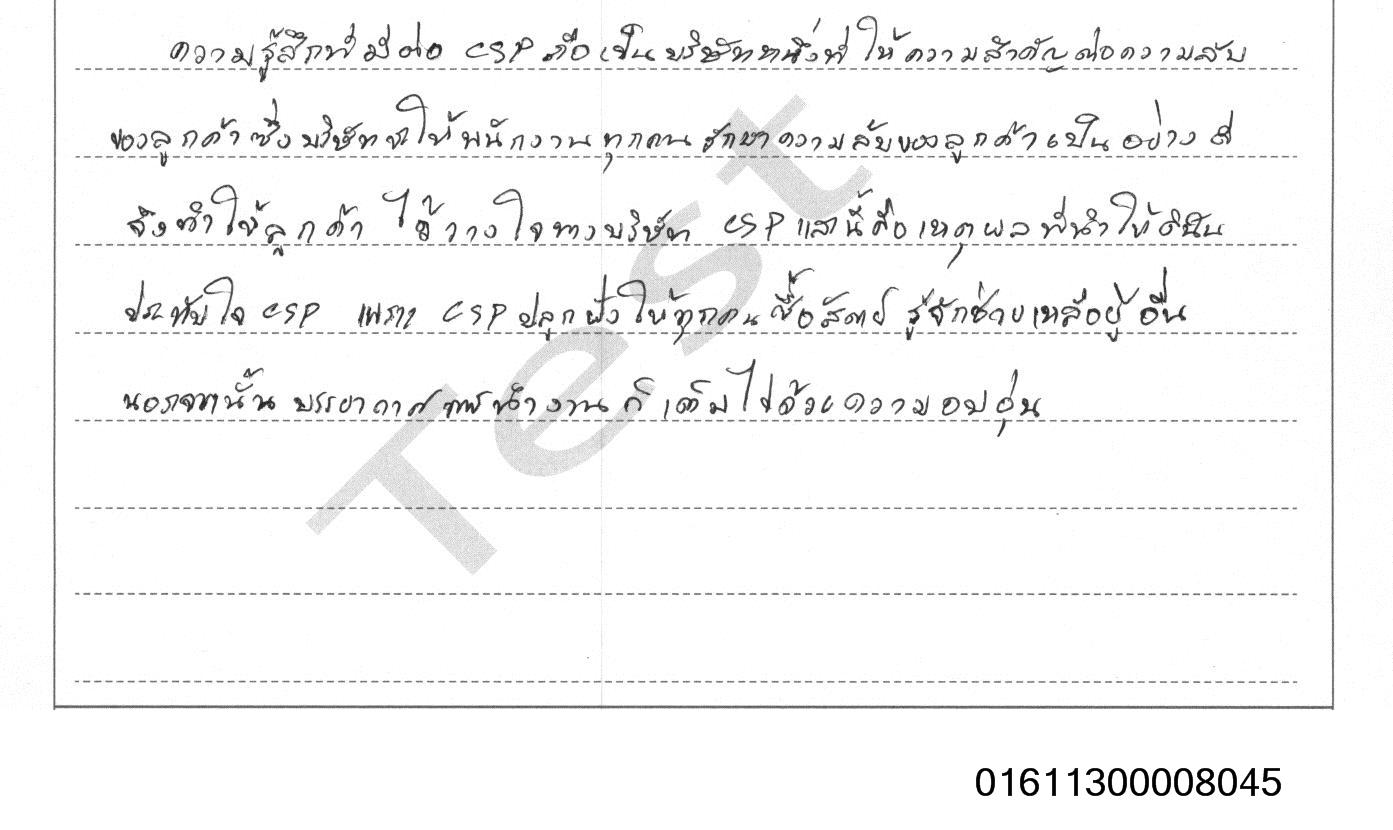 ความรู้สึกที่มีต่อ CSP คือเป็นบริษัทหนึ่งที่ให้ความสำคัญต่อความลับ
ของลูกค้า ซึ่งบริษัทจะให้พนักงานทุกคนรักษาความลับของลูกค้าเป็นอย่างดี
จึงทำให้ลูกค้าไว้วางใจทางบริษัท CSP และนี้คือเหตุผลที่ทำให้ดิฉัน
ประทับใจ CSP เพราะ CSP ปลูกฝังให้ทุกคนซื่อสัตย์ รู้จักช่วยเหลือผู้อื่น
นอกจากนั้น บรรยากาศการทำงานก็เต็มไปด้วยความอบอุ่น
Test
01611300008045